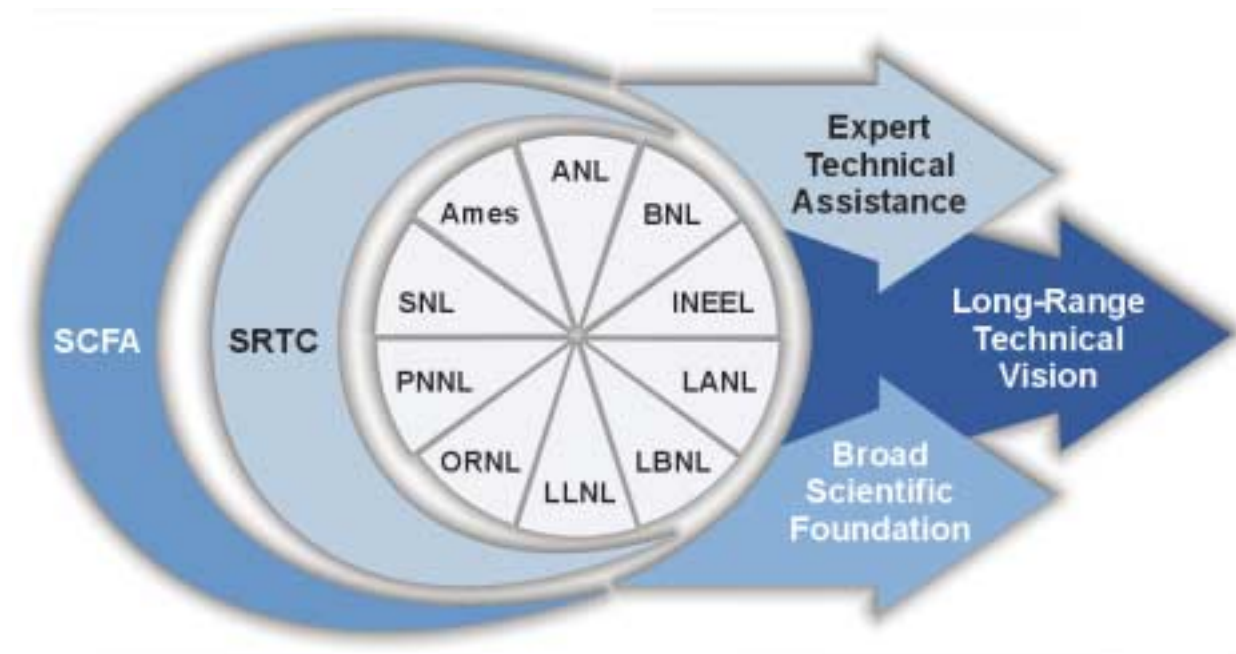 SCFA
SRTC
ANL
BNL
INEEL
LANL
LBNL
LLNL
ORNL
PNNL
SNL
Ames
Expert
Technical
Assistance
Long-Range
Technical
Vision
Broad
Scientific
Foundation